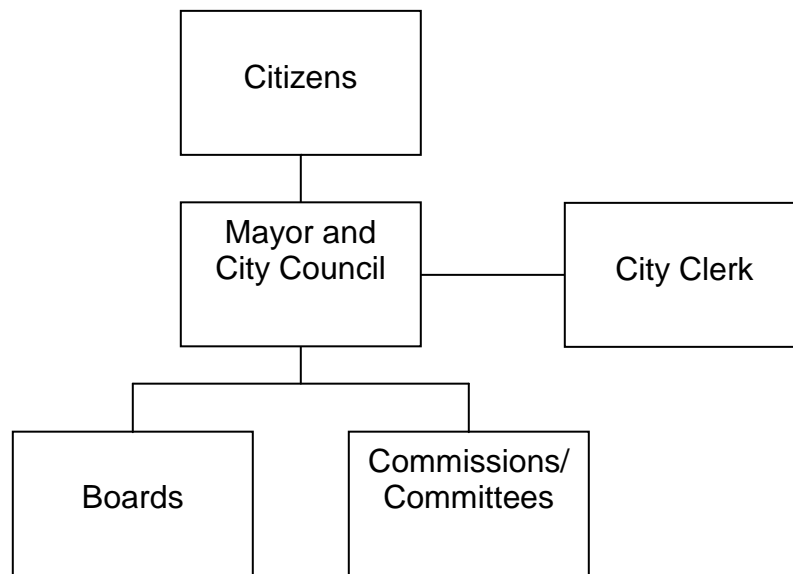 Citizens
Mayor and
City Council
City Clerk
Boards
Commissions/
Committees